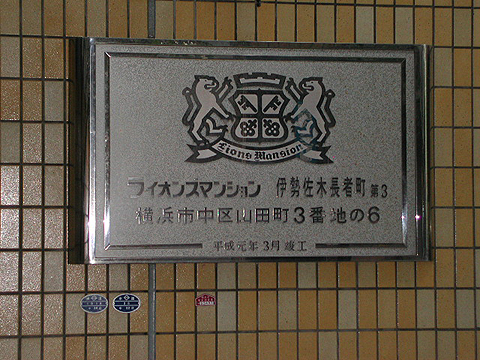 Lions Mansion
ライオンズマンション 伊勢佐木長者町 第3
横浜市中区山田町3番地の6
平成元年 3月 竣工